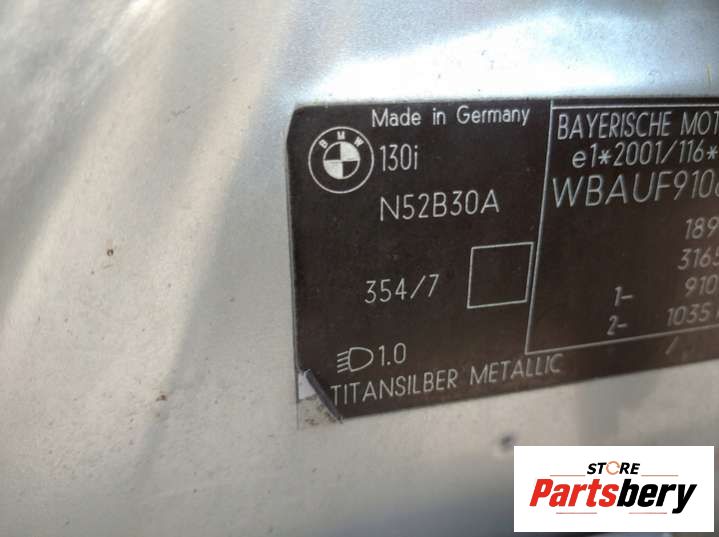 Made in Germany
BMW
130i
N52B30A
354/7
1.0
TITANSILBER METALLIC
BAYERISCHE MOT
e1*2001/116*
WBAUF910
189
3165
910
1-
2- 1035
/
STORE
Partsbery